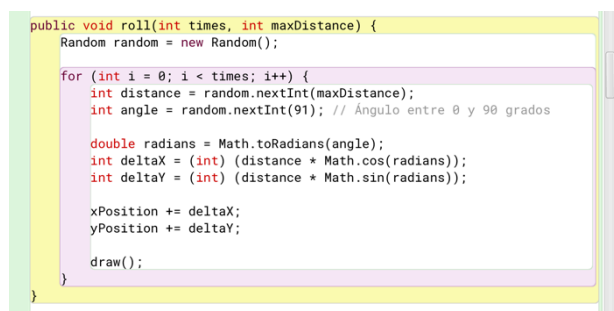 public void roll(int times, int maxDistance) {
Random random = new Random();
for (int i = 0; i < times; i++) {
int distance = random.nextInt(maxDistance);
int angle = random.nextInt(91); // Ángulo entre 0 y 90 grados
double radians = Math.toRadians(angle);
int deltaX = (int) (distance * Math.cos(radians));
int deltaY = (int) (distance * Math.sin(radians));
xPosition += deltaX;
yPosition += deltaY;
draw();
}
}